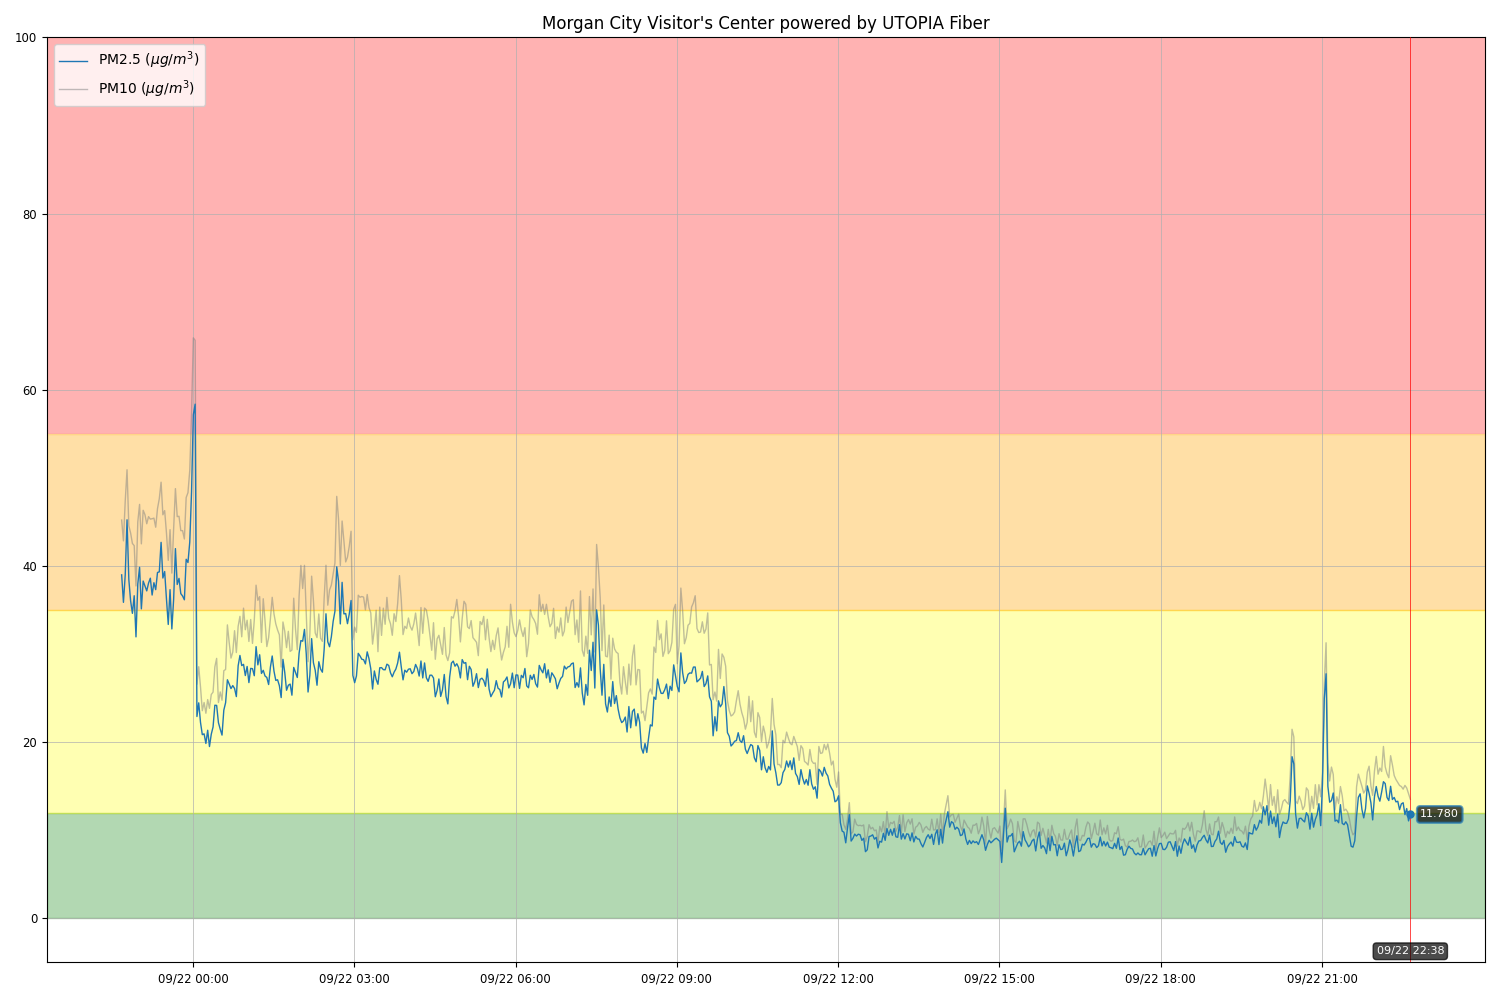 Morgan City Visitor's Center powered by UTOPIA Fiber
100
PM2.5 (μg/m³)
PM10 (μg/m³)
80
60
40
20
11.780
0
09/22 22:38
09/22 00:00 09/22 03:00 09/22 06:00 09/22 09:00 09/22 12:00 09/22 15:00 09/22 18:00 09/22 21:00